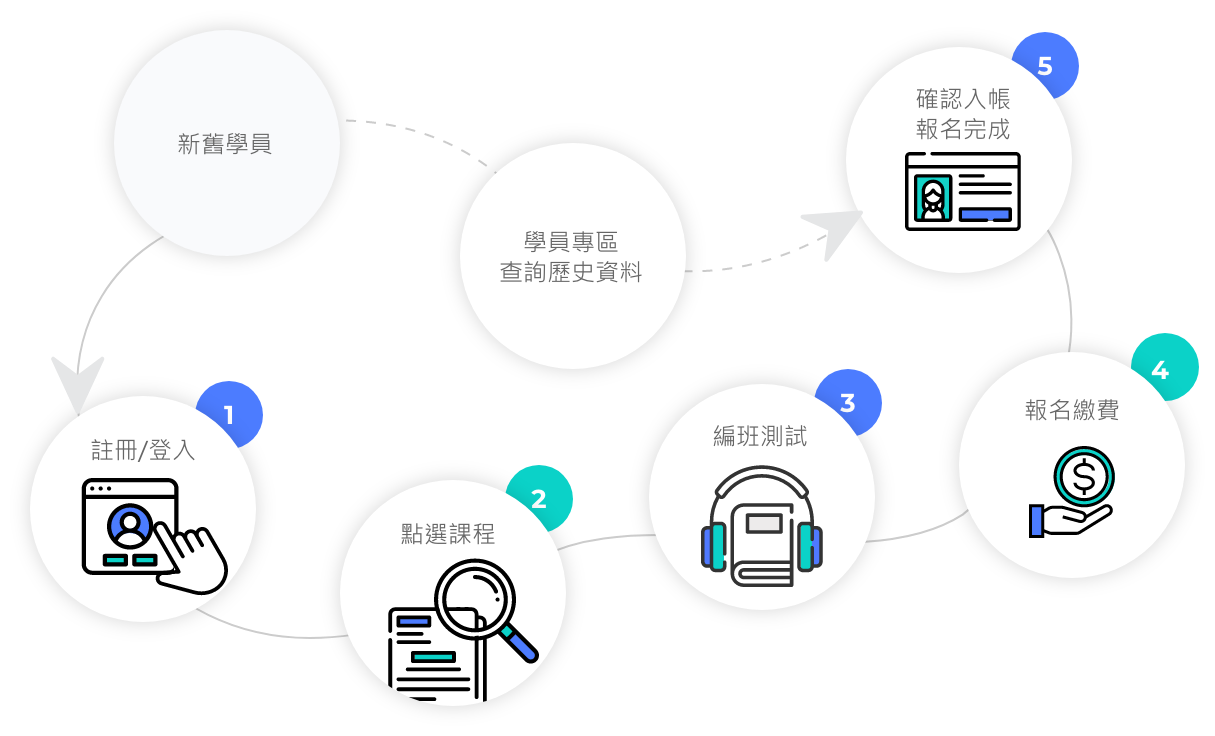 新舊學員
學員專區
查詢歷史資料
1
註冊/登入
2
點選課程
3
編班測試
4
報名繳費
$
5
確認入帳
報名完成